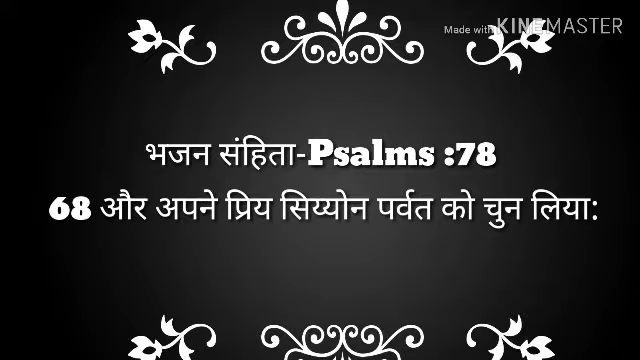 Made with KINEMASTER
भजन संहिता-Psalms :78
68 और अपने प्रिय सिय्योन पर्वत को चुन लिया: